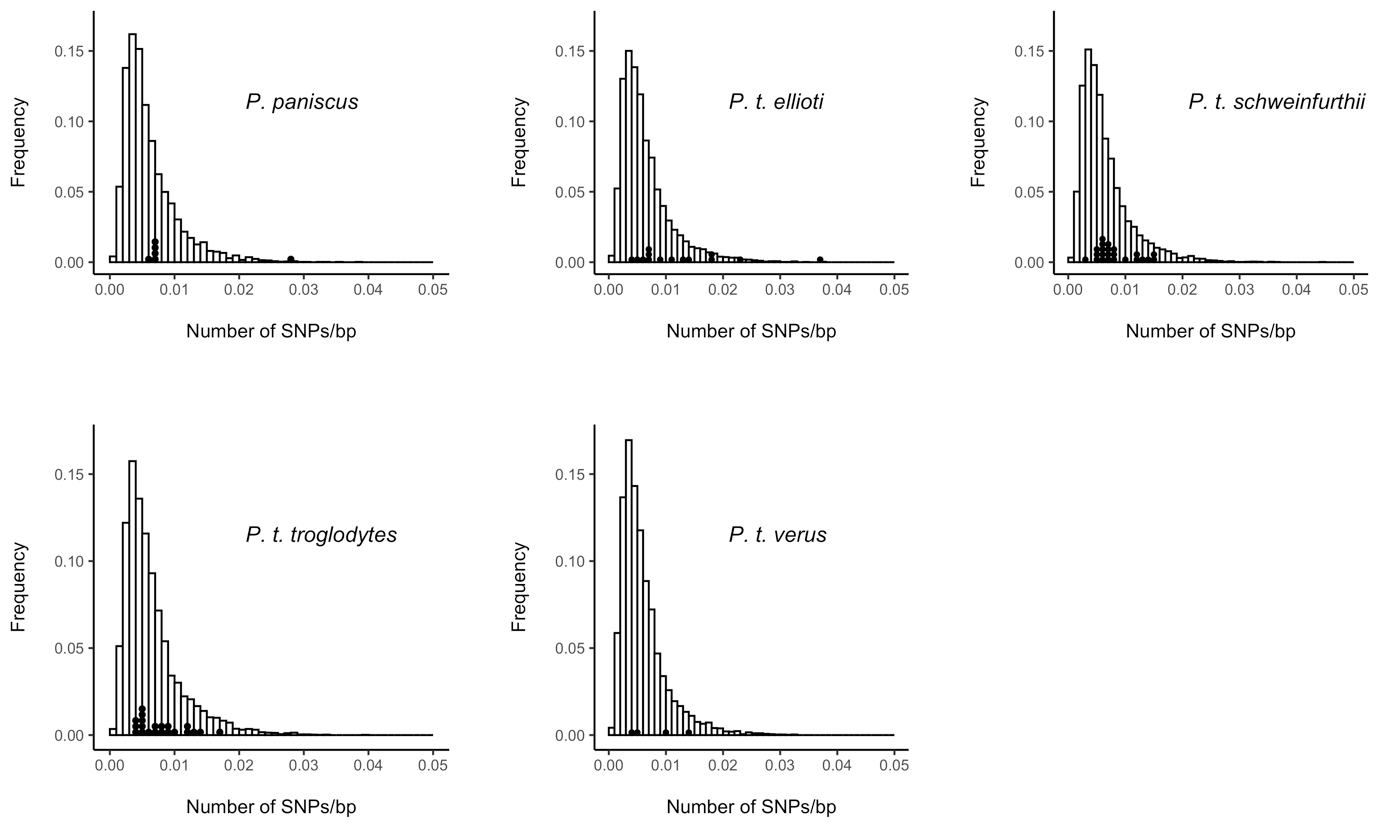 0.15
0.10
0.05
0.00
Frequency
P. paniscus
0.00 0.01 0.02 0.03 0.04 0.05
Number of SNPs/bp
0.15
0.10
0.05
0.00
Frequency
P. t. ellioti
0.00 0.01 0.02 0.03 0.04 0.05
Number of SNPs/bp
0.15
0.10
0.05
0.00
Frequency
P. t. schweinfurthii
0.00 0.01 0.02 0.03 0.04 0.05
Number of SNPs/bp
0.15
0.10
0.05
0.00
Frequency
P. t. troglodytes
0.00 0.01 0.02 0.03 0.04 0.05
Number of SNPs/bp
0.15
0.10
0.05
0.00
Frequency
P. t. verus
0.00 0.01 0.02 0.03 0.04 0.05
Number of SNPs/bp